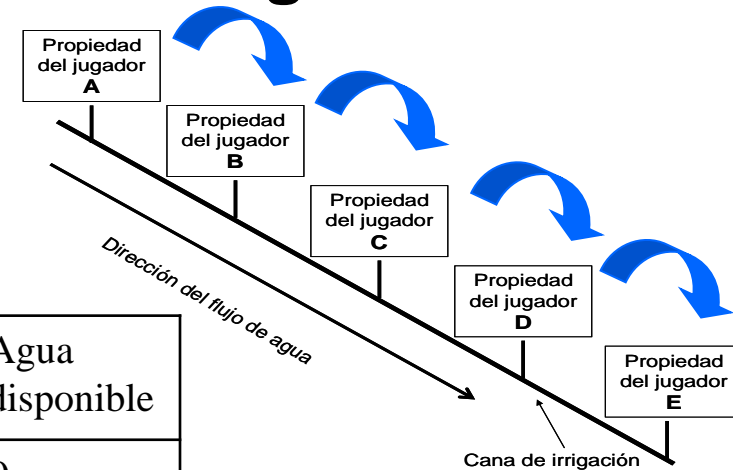 Propiedad
del jugador
A
Propiedad
del jugador
B
Propiedad
del jugador
C
Propiedad
del jugador
D
Propiedad
del jugador
E
Dirección del flujo de agua
Cana de irrigación
Agua
disponible